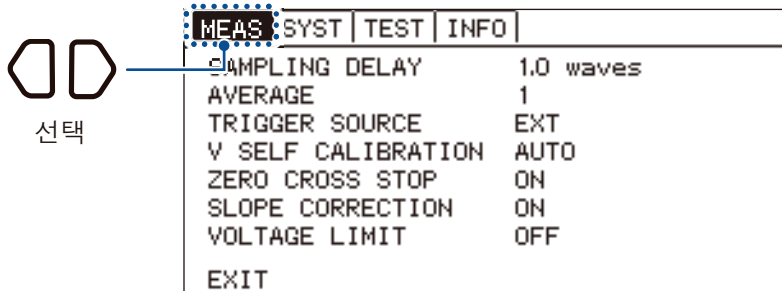 MEAS SYST TEST INFO
SAMPLING DELAY 1.0 waves
AVERAGE 1
TRIGGER SOURCE EXT
V SELF CALIBRATION AUTO
ZERO CROSS STOP ON
SLOPE CORRECTION ON
VOLTAGE LIMIT OFF
EXIT
선택